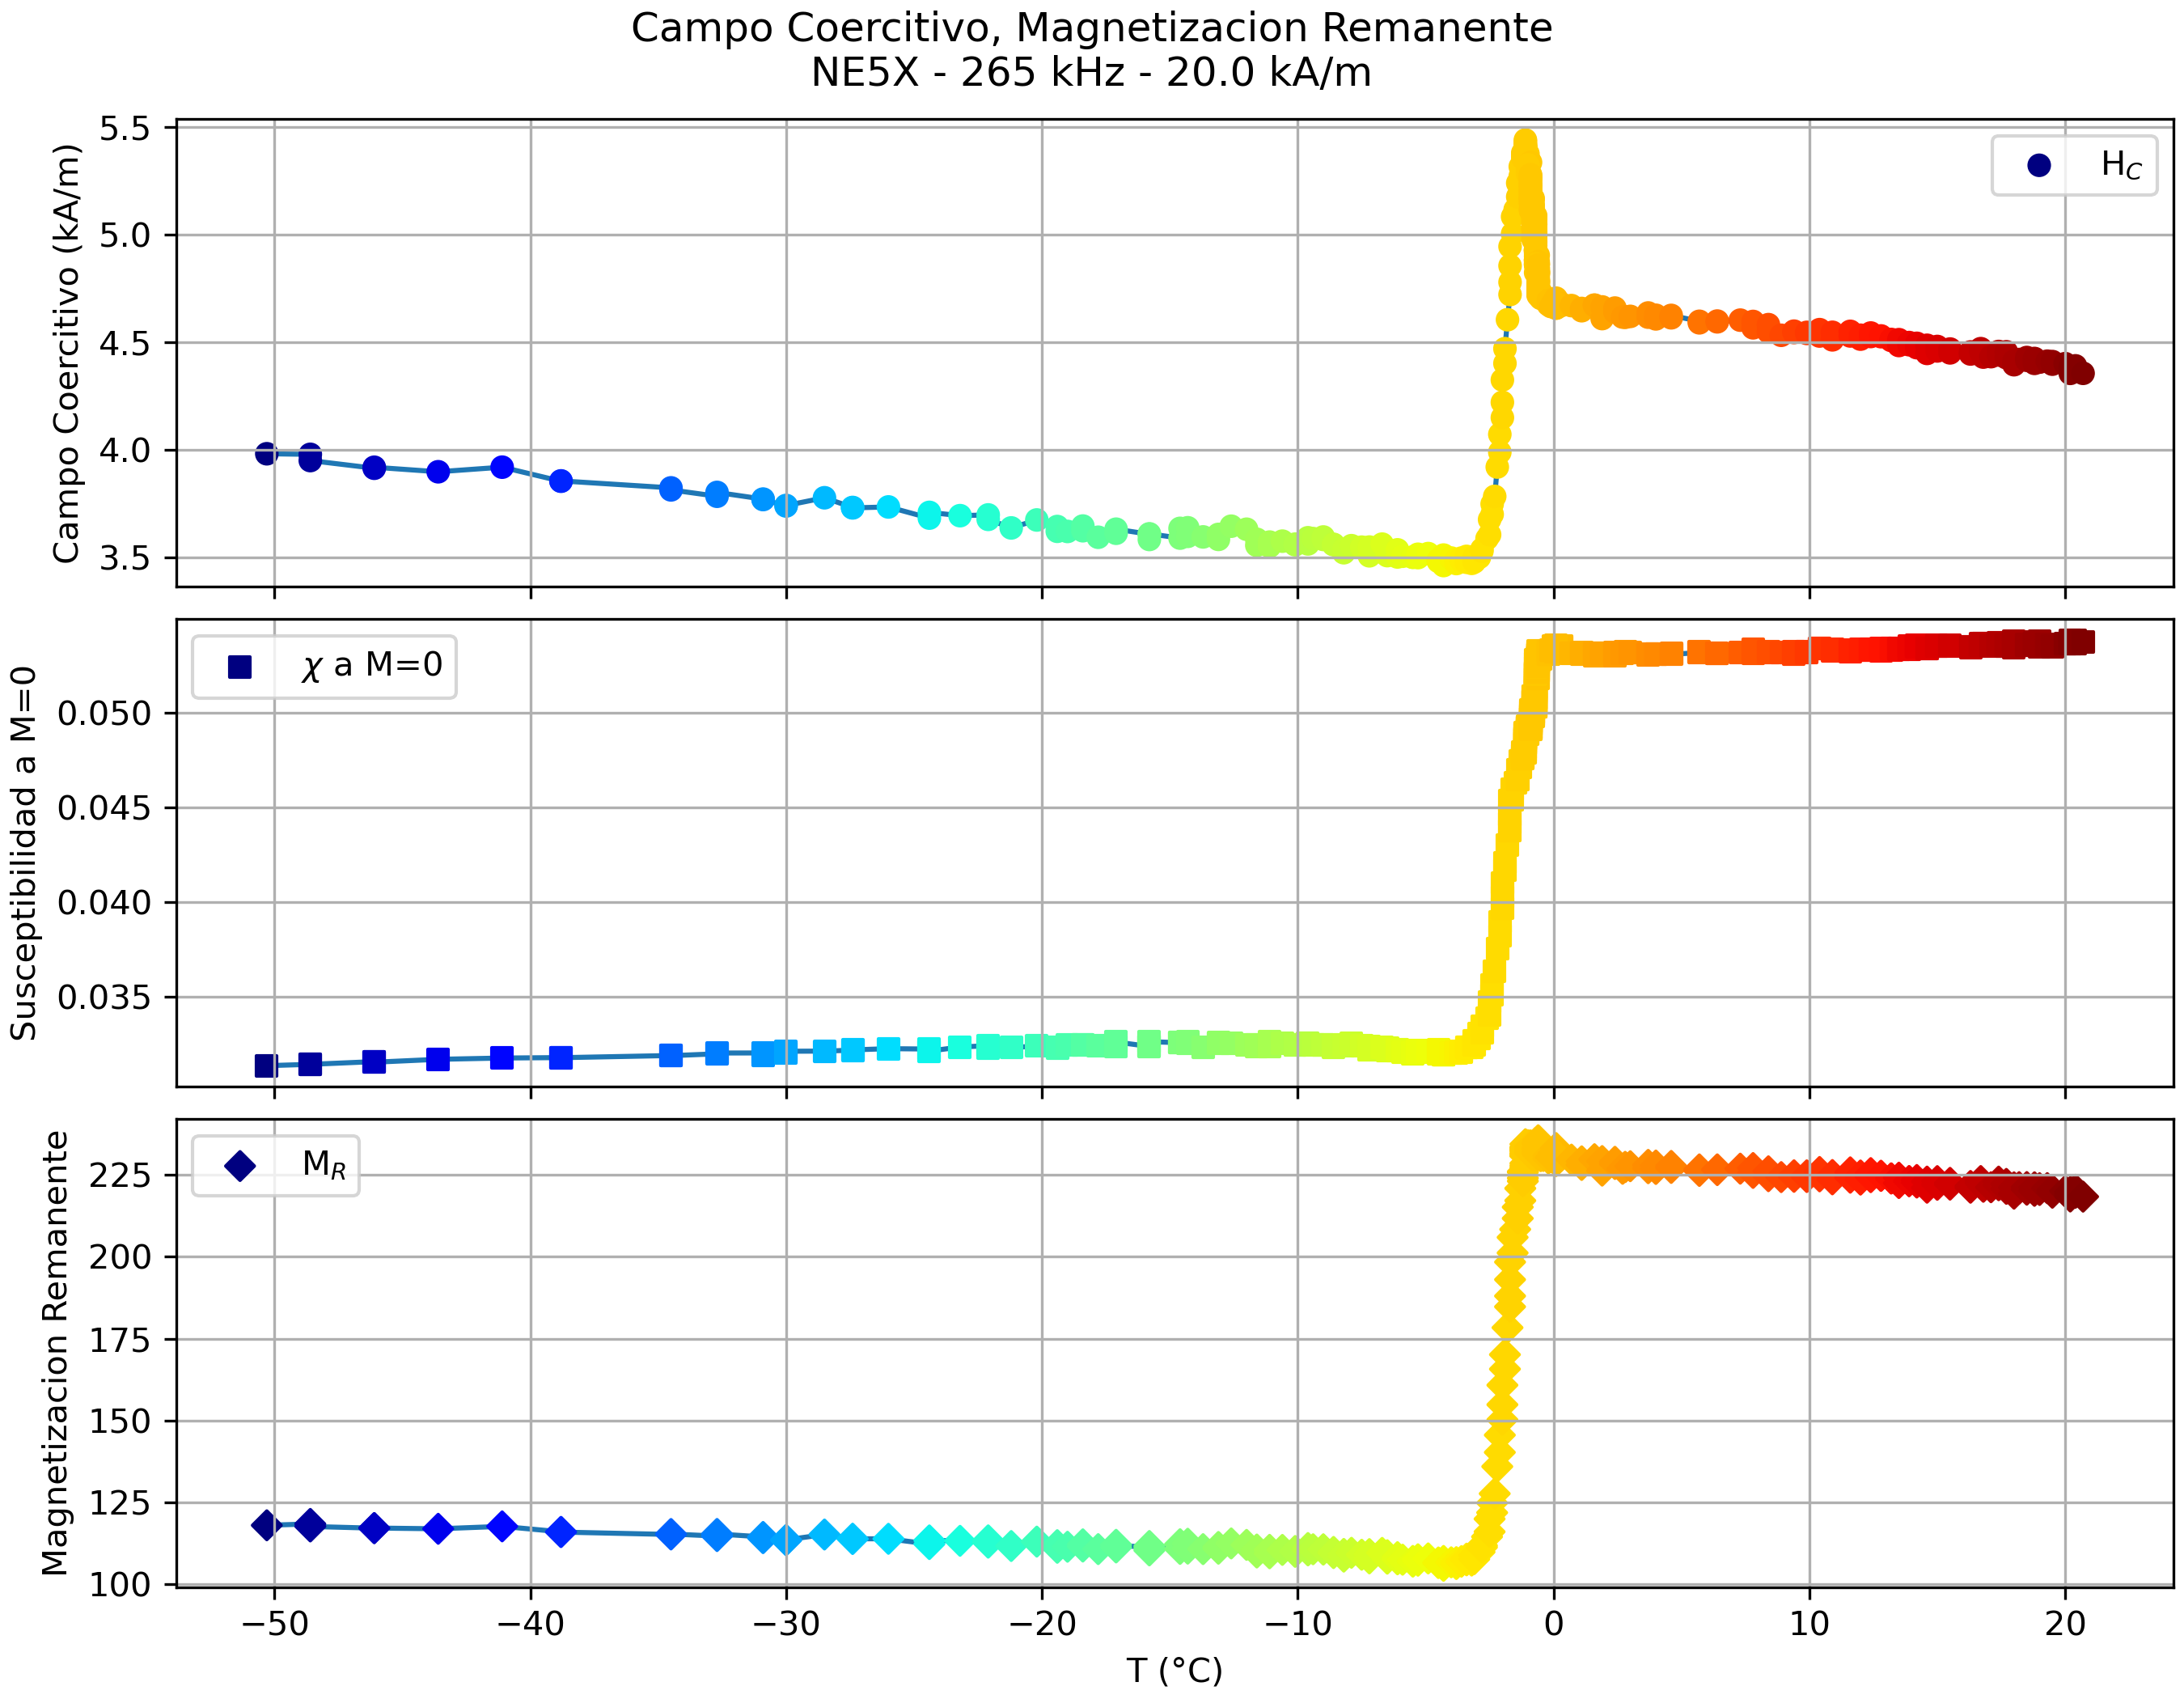 Campo Coercitivo, Magnetizacion Remanente
NE5X - 265 kHz - 20.0 kA/m
Campo Coercitivo (kA/m)
5.5
5.0
4.5
4.0
3.5
H_C
Susceptibilidad a M=0
0.050
0.045
0.040
0.035
χ a M=0
Magnetizacion Remanente
225
200
175
150
125
100
M_R
−50 −40 −30 −20 −10 0 10 20
T (°C)